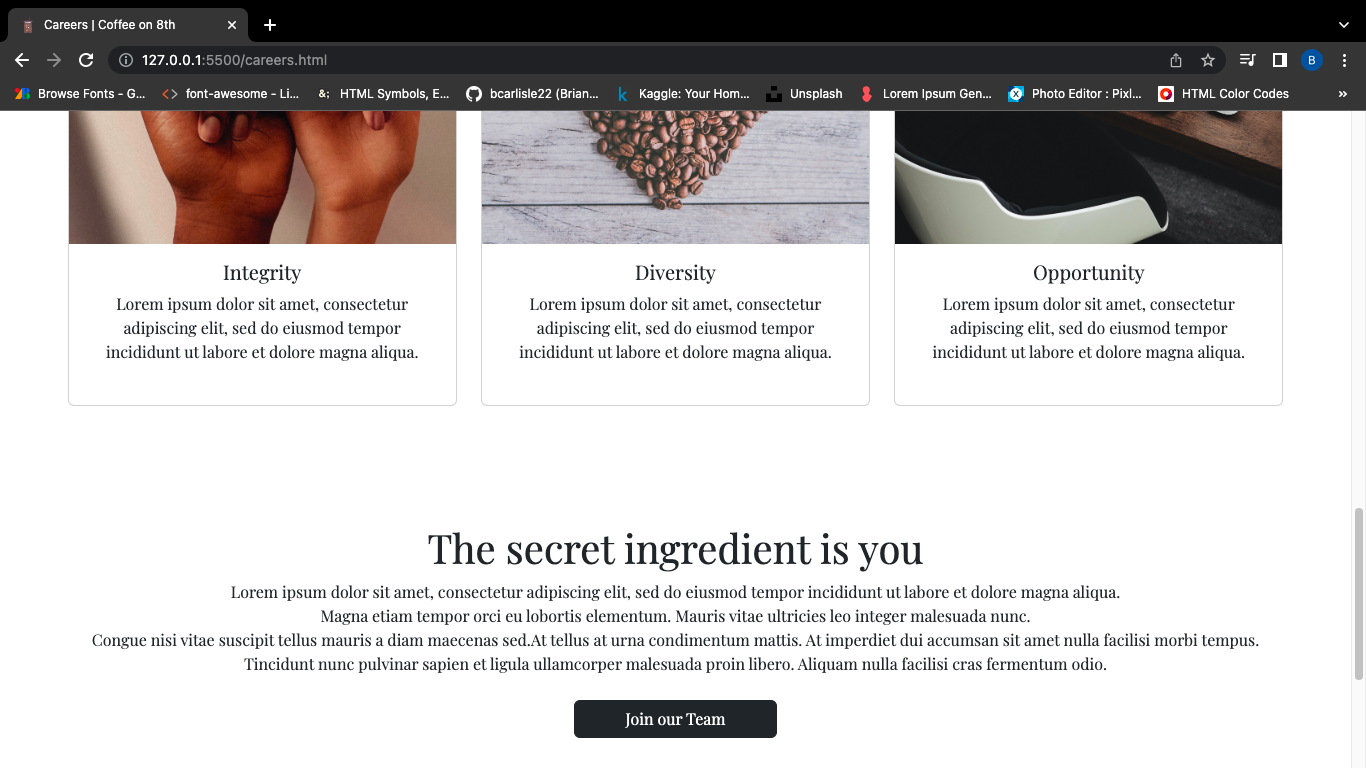 Careers | Coffee on 8th
127.0.0.1:5500/careers.html
B
Browse Fonts - G...
font-awesome - Li...
&; HTML Symbols, E...
bcarlisle22 (Brian...
k Kaggle: Your Hom...
Unsplash
Lorem Ipsum Gen...
X Photo Editor : Pixl...
HTML Color Codes
»
Integrity
Lorem ipsum dolor sit amet, consectetur
adipiscing elit, sed do eiusmod tempor
incididunt ut labore et dolore magna aliqua.
Diversity
Lorem ipsum dolor sit amet, consectetur
adipiscing elit, sed do eiusmod tempor
incididunt ut labore et dolore magna aliqua.
Opportunity
Lorem ipsum dolor sit amet, consectetur
adipiscing elit, sed do eiusmod tempor
incididunt ut labore et dolore magna aliqua.
The secret ingredient is you
Lorem ipsum dolor sit amet, consectetur adipiscing elit, sed do eiusmod tempor incididunt ut labore et dolore magna aliqua.
Magna etiam tempor orci eu lobortis elementum. Mauris vitae ultricies leo integer malesuada nunc.
Congue nisi vitae suscipit tellus mauris a diam maecenas sed.At tellus at urna condimentum mattis. At imperdiet dui accumsan sit amet nulla facilisi morbi tempus.
Tincidunt nunc pulvinar sapien et ligula ullamcorper malesuada proin libero. Aliquam nulla facilisi cras fermentum odio.
Join our Team